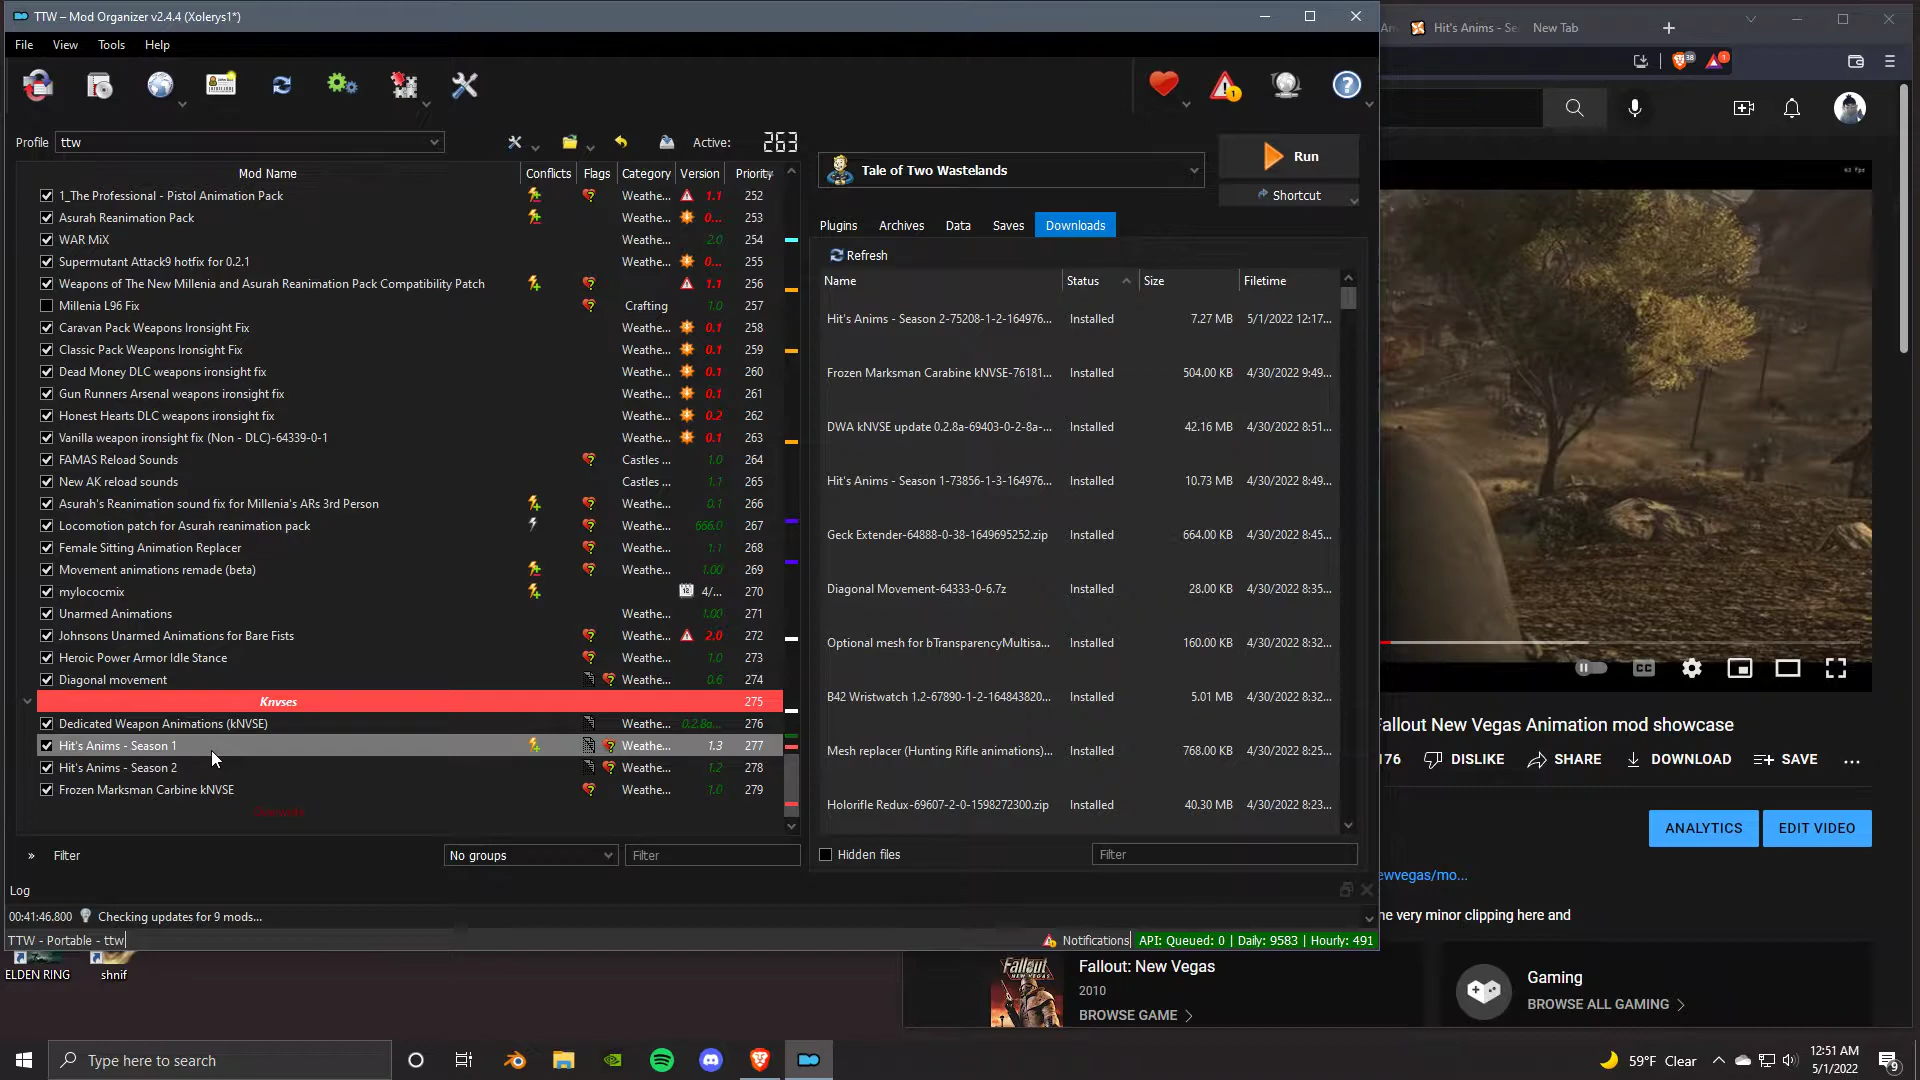 TTW – Mod Organizer v2.4.4 (Xolerys1*)
File View Tools Help
Profile ttw Active: 263
Mod Name Conflicts Flags Category Version Priority
1_The Professional - Pistol Animation Pack Weathe... 1.1 252
Asurah Reanimation Pack Weathe... 0... 253
WAR MiX Weathe... 2.0 254
Supermutant Attack9 hotfix for 0.2.1 Weathe... 0... 255
Weapons of The New Millenia and Asurah Reanimation Pack Compatibility Patch 1.1 256
Millenia L96 Fix Crafting 1.0 257
Caravan Pack Weapons Ironsight Fix Weathe... 0.1 258
Classic Pack Weapons Ironsight Fix Weathe... 0.1 259
Dead Money DLC weapons ironsight fix Weathe... 0.1 260
Gun Runners Arsenal weapons ironsight fix Weathe... 0.1 261
Honest Hearts DLC weapons ironsight fix Weathe... 0.2 262
Vanilla weapon ironsight fix (Non - DLC)-64339-0-1 Weathe... 0.1 263
FAMAS Reload Sounds Castles ... 1.0 264
New AK reload sounds Castles ... 1.1 265
Asurah's Reanimation sound fix for Millenia's ARs 3rd Person Weathe... 0.1 266
Locomotion patch for Asurah reanimation pack Weathe... 666.0 267
Female Sitting Animation Replacer Weathe... 1.1 268
Movement animations remade (beta) Weathe... 1.00 269
mylococmix 4/... 270
Unarmed Animations Weathe... 1.00 271
Johnsons Unarmed Animations for Bare Fists Weathe... 2.0 272
Heroic Power Armor Idle Stance Weathe... 1.0 273
Diagonal movement Weathe... 0.6 274
Knvses 275
Dedicated Weapon Animations (kNVSE) Weathe... 0.2.8a... 276
Hit's Anims - Season 1 Weathe... 1.3 277
Hit's Anims - Season 2 Weathe... 1.2 278
Frozen Marksman Carbine kNVSE Weathe... 1.0 279
» Filter No groups Filter
Tale of Two Wastelands
Run
Shortcut
Plugins Archives Data Saves Downloads
Refresh
Name Status Size Filetime
Hit's Anims - Season 2-75208-1-2-164976... Installed 7.27 MB 5/1/2022 12:17...
Frozen Marksman Carabine kNVSE-76181... Installed 504.00 KB 4/30/2022 9:49...
DWA kNVSE update 0.2.8a-69403-0-2-8a-... Installed 42.16 MB 4/30/2022 8:51...
Hit's Anims - Season 1-73856-1-3-164976... Installed 10.73 MB 4/30/2022 8:49...
Geck Extender-64888-0-38-1649695252.zip Installed 664.00 KB 4/30/2022 8:45...
Diagonal Movement-64333-0-6.7z Installed 28.00 KB 4/30/2022 8:35...
Optional mesh for bTransparencyMultisa... Installed 160.00 KB 4/30/2022 8:32...
B42 Wristwatch 1.2-67890-1-2-164843820... Installed 5.01 MB 4/30/2022 8:32...
Mesh replacer (Hunting Rifle animations)... Installed 768.00 KB 4/30/2022 8:25...
Holorifle Redux-69607-2-0-1598272300.zip Installed 40.30 MB 4/30/2022 8:23...
Hidden files Filter
Log
00:41:46.800 Checking updates for 9 mods...
TTW - Portable - ttw Notifications API: Queued: 0 | Daily: 9583 | Hourly: 491
Hit's Anims - Se New Tab
38 1
CC
Fallout New Vegas Animation mod showcase
176 DISLIKE SHARE DOWNLOAD SAVE ...
ANALYTICS EDIT VIDEO
ewvegas/mo...
ne very minor clipping here and
Fallout
NEW VEGAS
Fallout: New Vegas
2010
BROWSE GAME
Gaming
BROWSE ALL GAMING
ELDEN RING shnif
Type here to search
59°F Clear
12:51 AM
5/1/2022
9